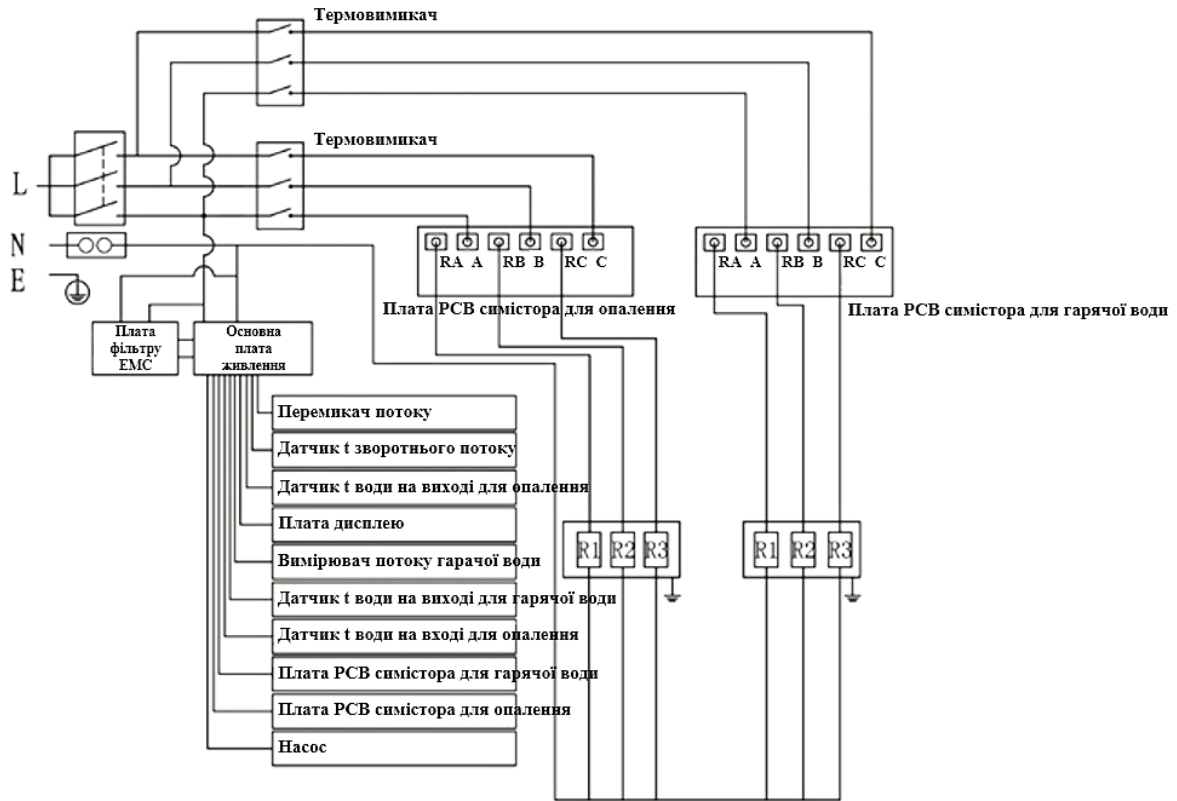 Термовимикач
Термовимикач
L
N
E
RA A RB B RC C
RA A RB B RC C
Плата PCB симістора для опалення
Плата PCB симістора для гарячої води
Плата
фільтру
EMC
Основна
плата
живлення
Перемикач потоку
Датчик t зворотнього потоку
Датчик t води на виході для опалення
Плата дисплею
Вимірювач потоку гарачої води
Датчик t води на виході для гарячої води
Датчик t води на вході для опалення
Плата PCB симістора для гарячої води
Плата PCB симістора для опалення
Насос
R1 R2 R3
R1 R2 R3